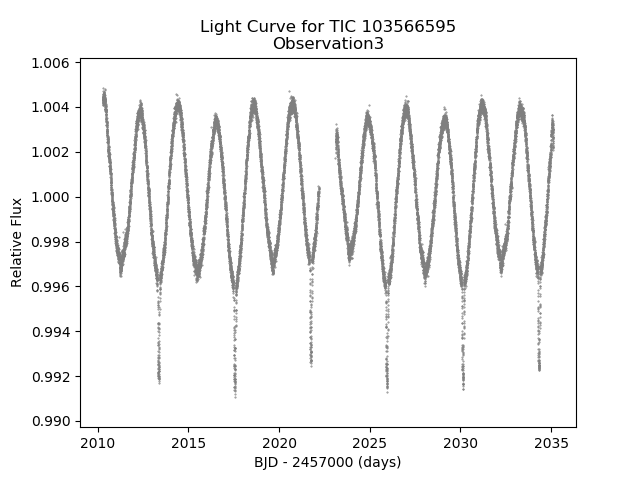 Light Curve for TIC 103566595
Observation3
1.006
1.004
1.002
1.000
0.998
0.996
0.994
0.992
0.990
Relative Flux
2010 2015 2020 2025 2030 2035
BJD - 2457000 (days)